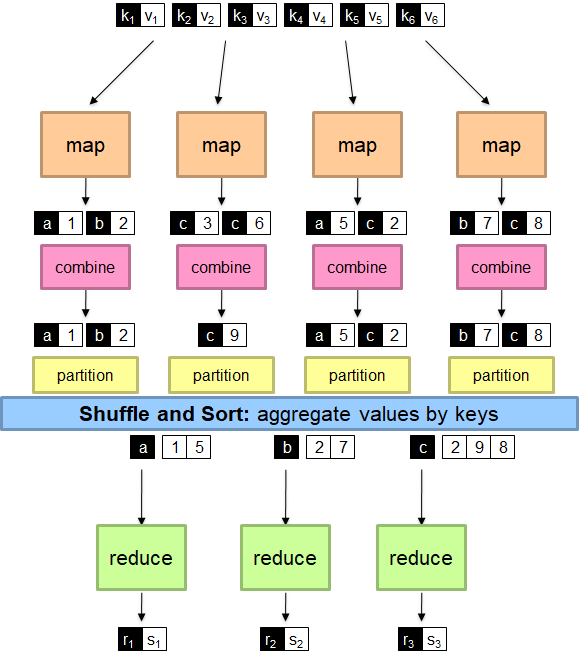 k1 v1 k2 v2 k3 v3 k4 v4 k5 v5 k6 v6
map map map map
a 1 b 2 c 3 c 6 a 5 c 2 b 7 c 8
combine combine combine combine
a 1 b 2 c 9 a 5 c 2 b 7 c 8
partition partition partition partition
Shuffle and Sort: aggregate values by keys
a 1 5 b 2 7 c 2 9 8
reduce reduce reduce
r1 s1 r2 s2 r3 s3